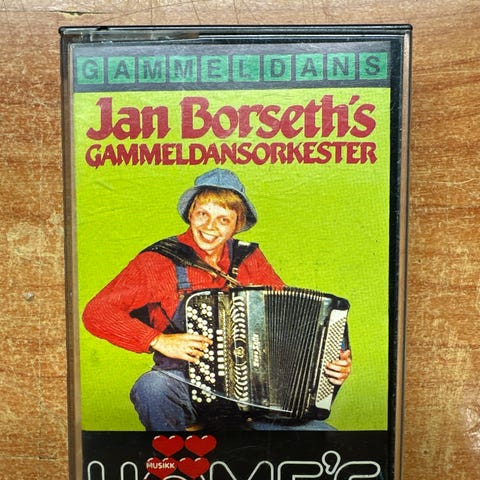 GAMMELDANS
Jan Borseth's
GAMMELDANSORKESTER
MUSIKK